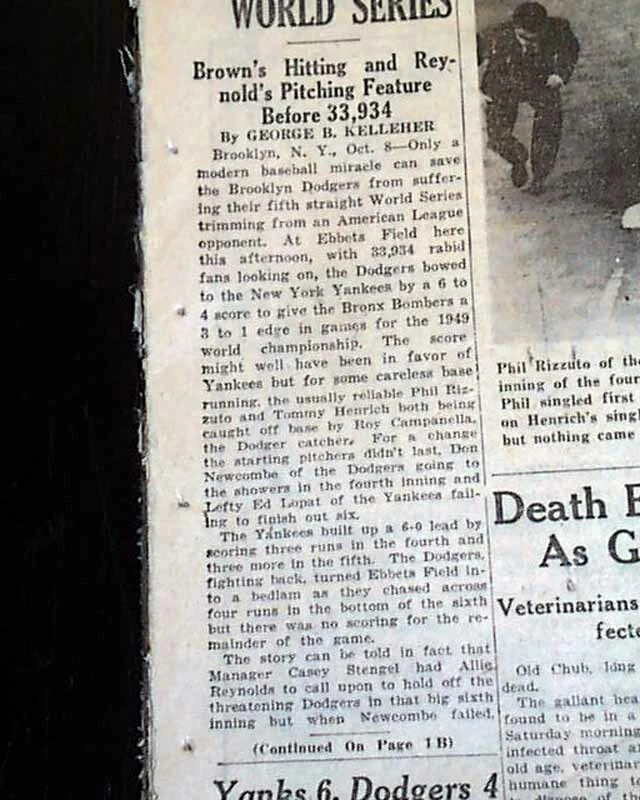 WORLD SERIES
Brown's Hitting and Rey-
nold's Pitching Feature
Before 33,934
By GEORGE B. KELLEHER
Brooklyn, N. Y., Oct. 8—Only a
modern baseball miracle can save
the Brooklyn Dodgers from suffer-
ing their fifth straight World Series
trimming from an American League
opponent. At Ebbets Field here
this afternoon, with 33,934 rabid
fans looking on, the Dodgers bowed
to the New York Yankees by a 6 to
4 score to give the Bronx Bombers a
3 to 1 edge in games for the 1949
world championship. The score
might well have been in favor of
Yankees but for some careless base
running, the usually reliable Phil Riz-
zuto and Tommy Henrich both being
caught off base by Roy Campanella,
the Dodger catcher. For a change
the starting pitchers didn't last, Don
Newcombe of the Dodgers going to
the showers in the fourth inning and
Lefty Ed Lopat of the Yankees fail-
ing to finish out six.
The Yankees built up a 6-0 lead by
scoring three runs in the fourth and
three more in the fifth. The Dodgers,
fighting back, turned Ebbets Field in-
to a bedlam as they chased across
four runs in the bottom of the sixth
but there was no scoring for the re-
mainder of the game.
The story can be told in fact that
Manager Casey Stengel had Allie
Reynolds to call upon to hold off the
threatening Dodgers in that big sixth
inning but when Newcombe failed,
(Continued On Page 1B)
Yanks 6, Dodgers 4
Phil Rizzuto of the
inning of the four
Phil singled first
on Henrich's singl
but nothing came
Death
As G
Veterinarians
fecte
Old Chub, long
dead.
The gallant hea
found to be in a
Saturday morning
infected throat a
old age, veterinar
humane thing to
of th